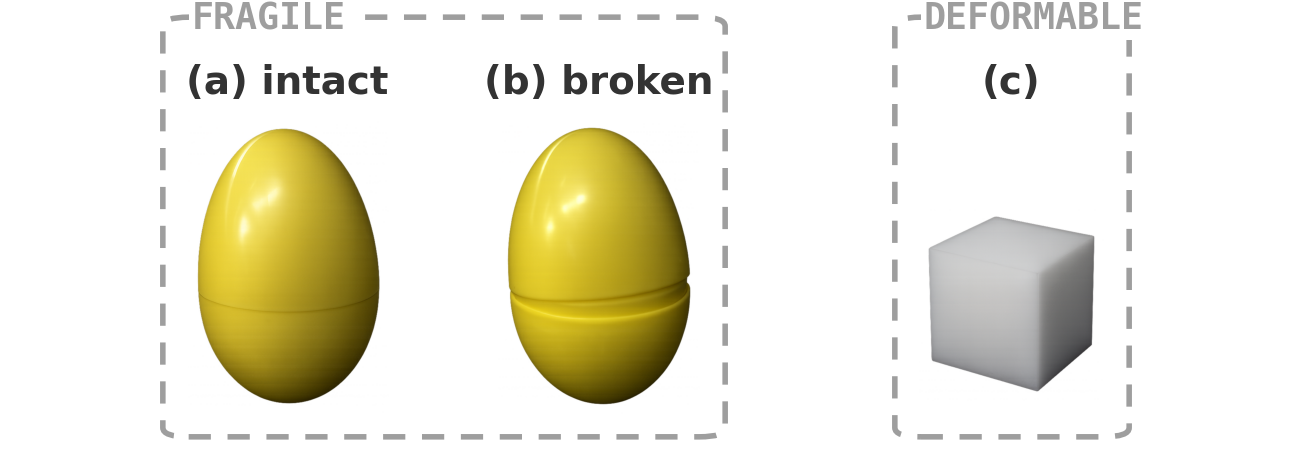 FRAGILE
(a) intact
(b) broken
DEFORMABLE
(c)